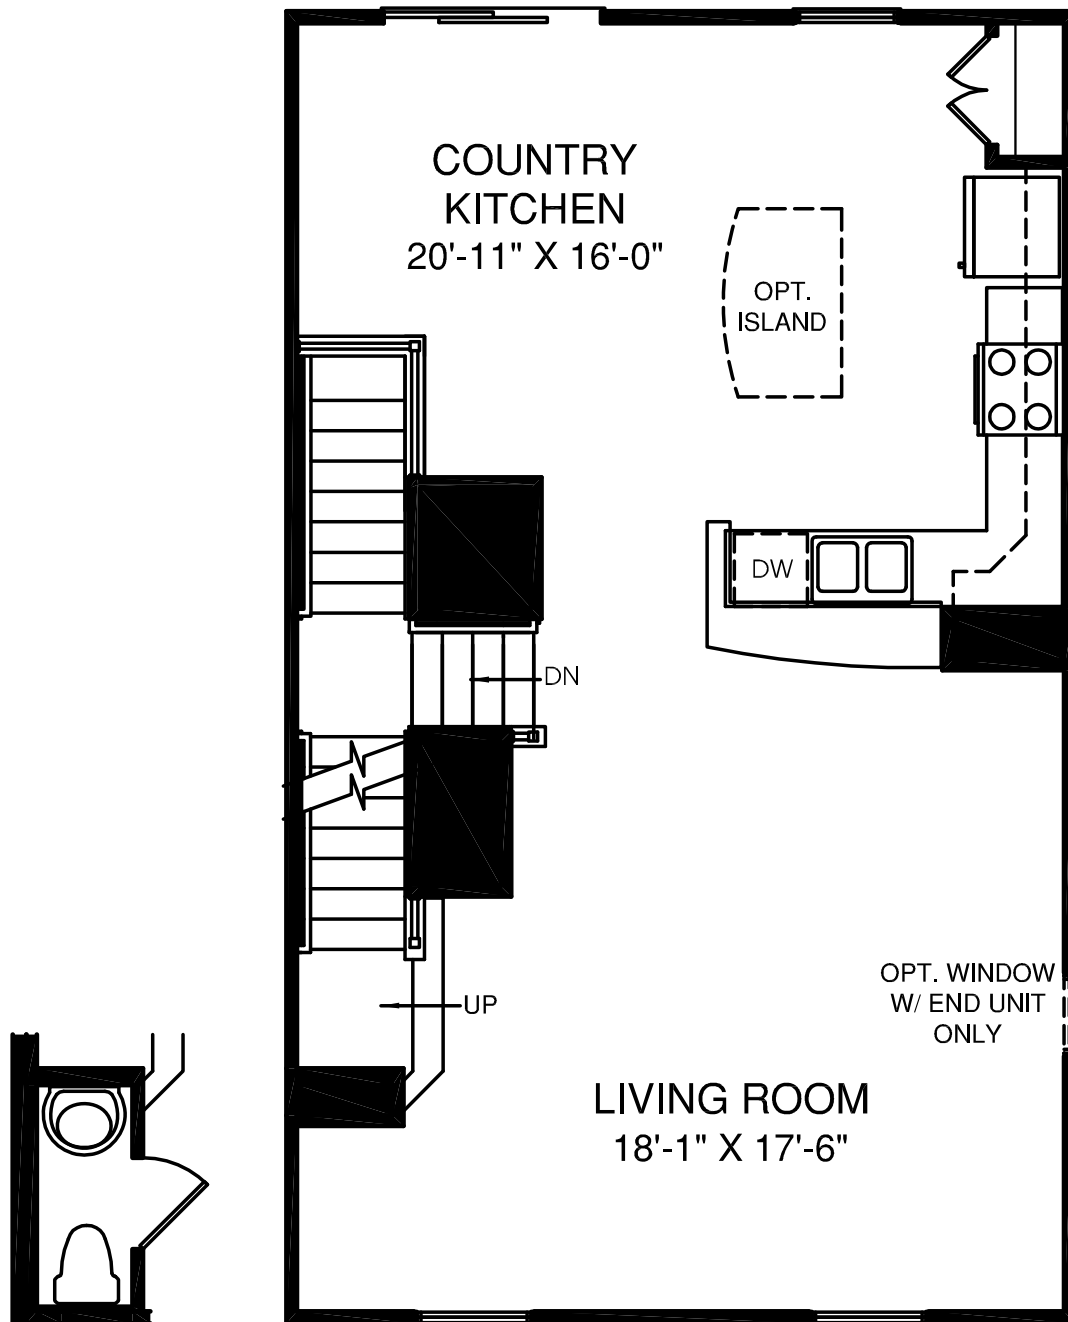 COUNTRY
KITCHEN
20'-11" X 16'-0"
OPT.
ISLAND
DW
DN
UP
OPT. WINDOW
W/ END UNIT
ONLY
LIVING ROOM
18'-1" X 17'-6"